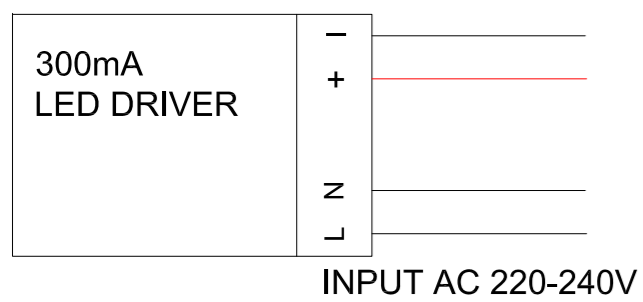 300mA
LED DRIVER
–
+
N
L
INPUT AC 220-240V